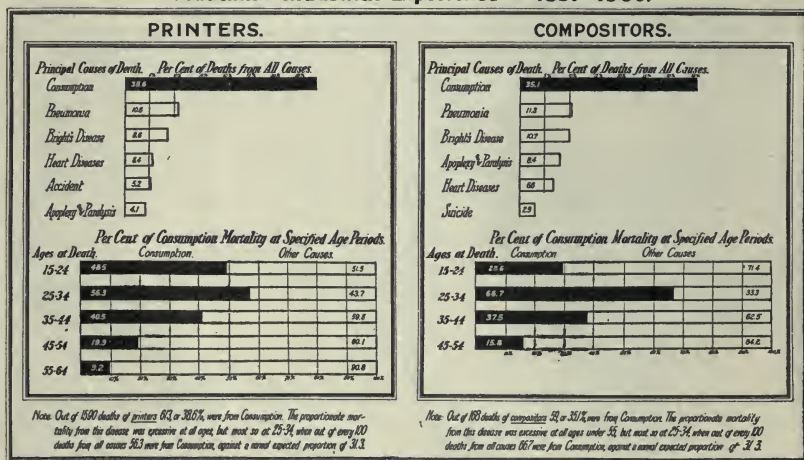 PRINTERS.
Principal Causes of Death. Per Cent of Deaths from All Causes.
Consumption 38.6
Pneumonia 10.6
Bright's Disease 8.6
Heart Diseases 6.4
Accident 5.2
Apoplexy and Paralysis 4.1
Per Cent of Consumption Mortality at Specified Age Periods.
Ages at Death. Consumption. Other Causes.
15-24 48.5 51.5
25-34 56.3 43.7
35-44 40.5 59.5
45-54 19.9 80.1
55-64 9.2 90.8
Note: Out of 1590 deaths of printers 613, or 38.6%, were from Consumption. The proportionate mor-
tality from this disease was excessive at all ages, but most so at 25-34, when out of every 100
deaths from all causes 56.3 were from Consumption, against a normal expected proportion of 31.3.
COMPOSITORS.
Principal Causes of Death. Per Cent of Deaths from All Causes.
Consumption 35.1
Pneumonia 11.3
Bright's Disease 10.7
Apoplexy and Paralysis 8.4
Heart Diseases 6.6
Suicide 2.9
Per Cent of Consumption Mortality at Specified Age Periods.
Ages at Death. Consumption Other Causes
15-24 28.6 71.4
25-34 66.7 33.3
35-44 37.5 62.5
45-54 15.8 84.2
Note: Out of 168 deaths of compositors 59, or 35.1%, were from Consumption. The proportionate mortality
from this disease was excessive at all ages under 55, but most so at 25-34, when out of every 100
deaths from all causes 66.7 were from Consumption, against a normal expected proportion of 31.3.